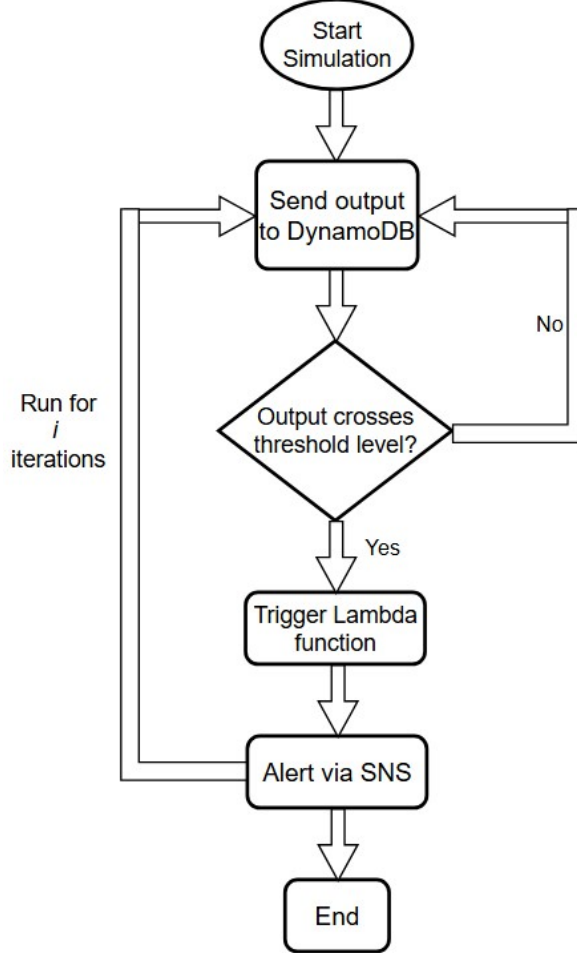 Start
Simulation
Send output
to DynamoDB
No
Output crosses
threshold level?
Run for
i
iterations
Yes
Trigger Lambda
function
Alert via SNS
End